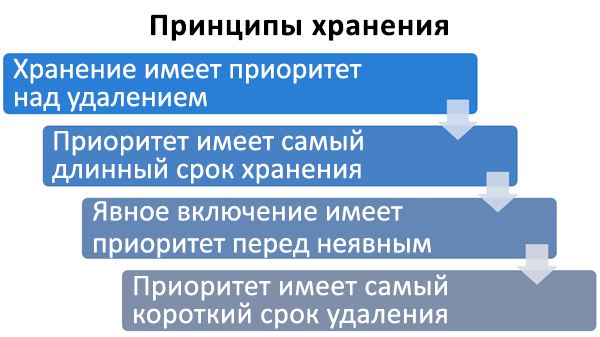 Принципы хранения
Хранение имеет приоритет
над удалением
Приоритет имеет самый
длинный срок хранения
Явное включение имеет
приоритет перед неявным
Приоритет имеет самый
короткий срок удаления